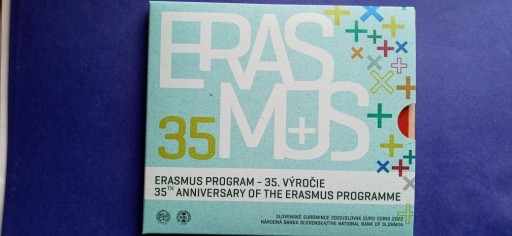 ERAS
MUS+
35
ERASMUS PROGRAM – 35. VÝROČIE
35TH ANNIVERSARY OF THE ERASMUS PROGRAMME
SLOVENSKÉ EUROMINCE 2022/SLOVAK EURO COINS 2022
NÁRODNÁ BANKA SLOVENSKA/THE NATIONAL BANK OF SLOVAKIA